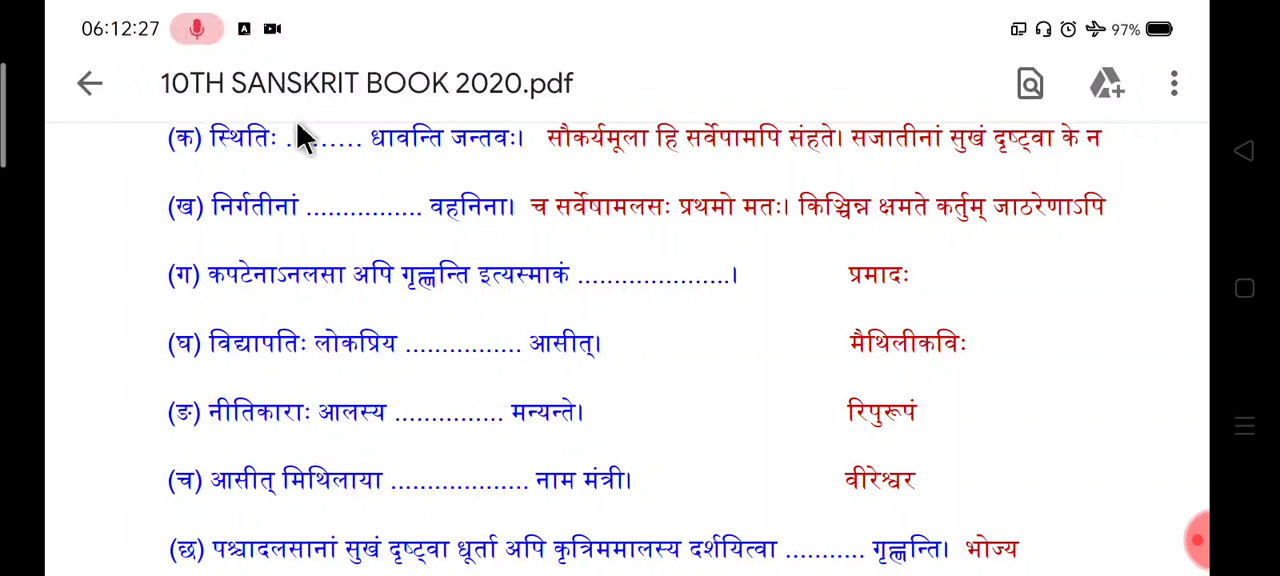 06:12:27 A 97%
10TH SANSKRIT BOOK 2020.pdf
(क) स्थितिः ......... धावन्ति जन्तवः। सौकर्यमूला हि सर्वेपामपि संहते। सजातीनां सुखं दृष्ट्वा के न
(ख) निर्गतीनां ................ वहनिना। च सर्वेषामलसः प्रथमो मतः। किञ्चिन्न क्षमते कर्तुम् जाठरेणाऽपि
(ग) कपटेनाऽनलसा अपि गृह्णन्ति इत्यस्माकं .....................। प्रमादः
(घ) विद्यापतिः लोकप्रिय ................ आसीत्। मैथिलीकविः
(ङ) नीतिकाराः आलस्य ............... मन्यन्ते। रिपुरूपं
(च) आसीत् मिथिलाया ................... नाम मंत्री। वीरेश्वर
(छ) पश्चादलसानां सुखं दृष्ट्वा धूर्ता अपि कृत्रिममालस्य दर्शयित्वा ........... गृह्णन्ति। भोज्य